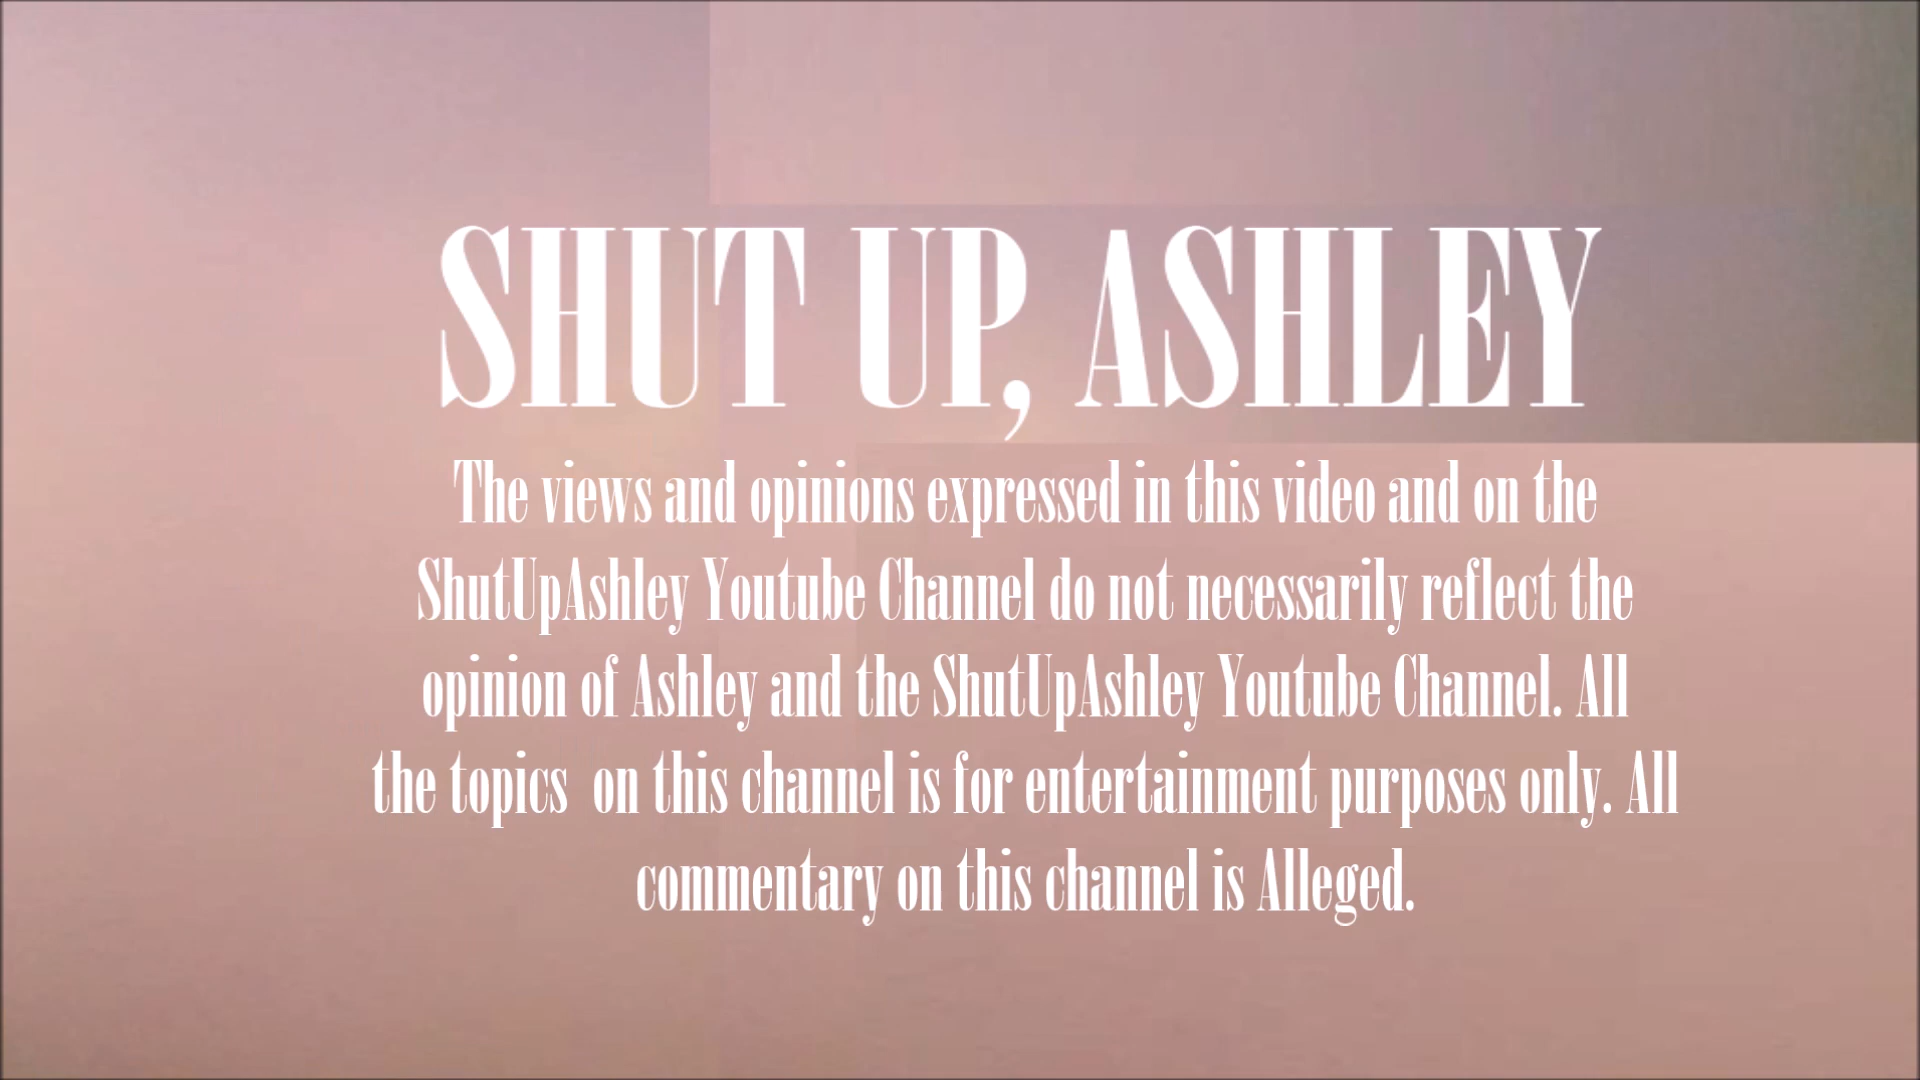 SHUT UP, ASHLEY
The views and opinions expressed in this video and on the
ShutUpAshley Youtube Channel do not necessarily reflect the
opinion of Ashley and the ShutUpAshley Youtube Channel. All
the topics  on this channel is for entertainment purposes only. All
commentary on this channel is Alleged.